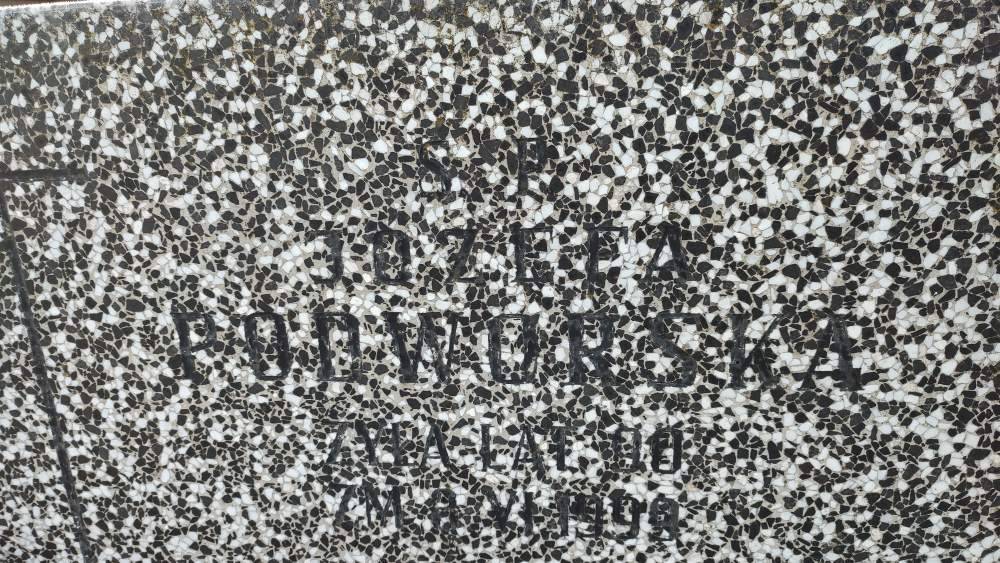 S P
JOZEFA
PODWORSKA
ZYLA LAT
ZM VI